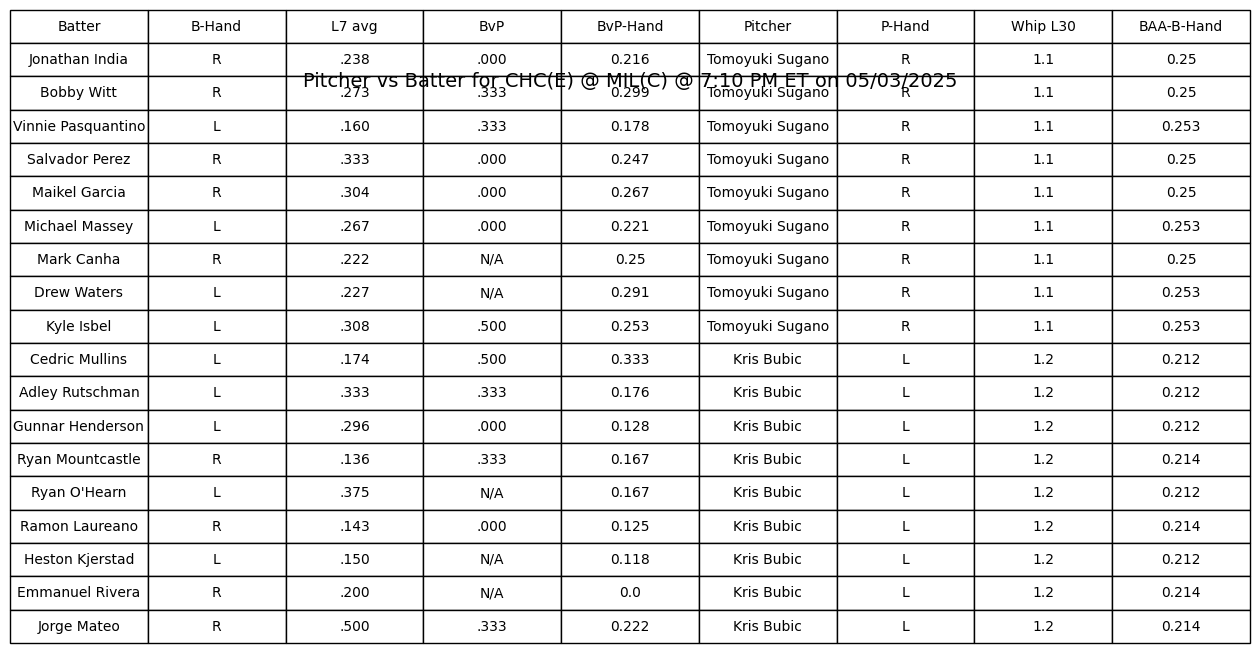 Batter B-Hand L7 avg BvP BvP-Hand Pitcher P-Hand Whip L30 BAA-B-Hand
Jonathan India R .238 .000 0.216 Tomoyuki Sugano R 1.1 0.25
Pitcher vs Batter for CHC(E) @ MIL(C) @ 7:10 PM ET on 05/03/2025
Bobby Witt R .273 .333 0.299 Tomoyuki Sugano R 1.1 0.25
Vinnie Pasquantino L .160 .333 0.178 Tomoyuki Sugano R 1.1 0.253
Salvador Perez R .333 .000 0.247 Tomoyuki Sugano R 1.1 0.25
Maikel Garcia R .304 .000 0.267 Tomoyuki Sugano R 1.1 0.25
Michael Massey L .267 .000 0.221 Tomoyuki Sugano R 1.1 0.253
Mark Canha R .222 N/A 0.25 Tomoyuki Sugano R 1.1 0.25
Drew Waters L .227 N/A 0.291 Tomoyuki Sugano R 1.1 0.253
Kyle Isbel L .308 .500 0.253 Tomoyuki Sugano R 1.1 0.253
Cedric Mullins L .174 .500 0.333 Kris Bubic L 1.2 0.212
Adley Rutschman L .333 .333 0.176 Kris Bubic L 1.2 0.212
Gunnar Henderson L .296 .000 0.128 Kris Bubic L 1.2 0.212
Ryan Mountcastle R .136 .333 0.167 Kris Bubic L 1.2 0.214
Ryan O'Hearn L .375 N/A 0.167 Kris Bubic L 1.2 0.212
Ramon Laureano R .143 .000 0.125 Kris Bubic L 1.2 0.214
Heston Kjerstad L .150 N/A 0.118 Kris Bubic L 1.2 0.212
Emmanuel Rivera R .200 N/A 0.0 Kris Bubic L 1.2 0.214
Jorge Mateo R .500 .333 0.222 Kris Bubic L 1.2 0.214